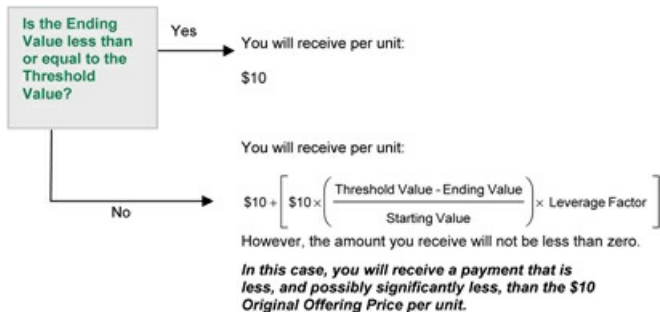 Is the Ending
Value less than
or equal to the
Threshold
Value?
Yes
You will receive per unit:
$10
You will receive per unit:
No
$10 + [ $10 × ( Threshold Value - Ending Value / Starting Value ) × Leverage Factor ]
However, the amount you receive will not be less than zero.
In this case, you will receive a payment that is
less, and possibly significantly less, than the $10
Original Offering Price per unit.